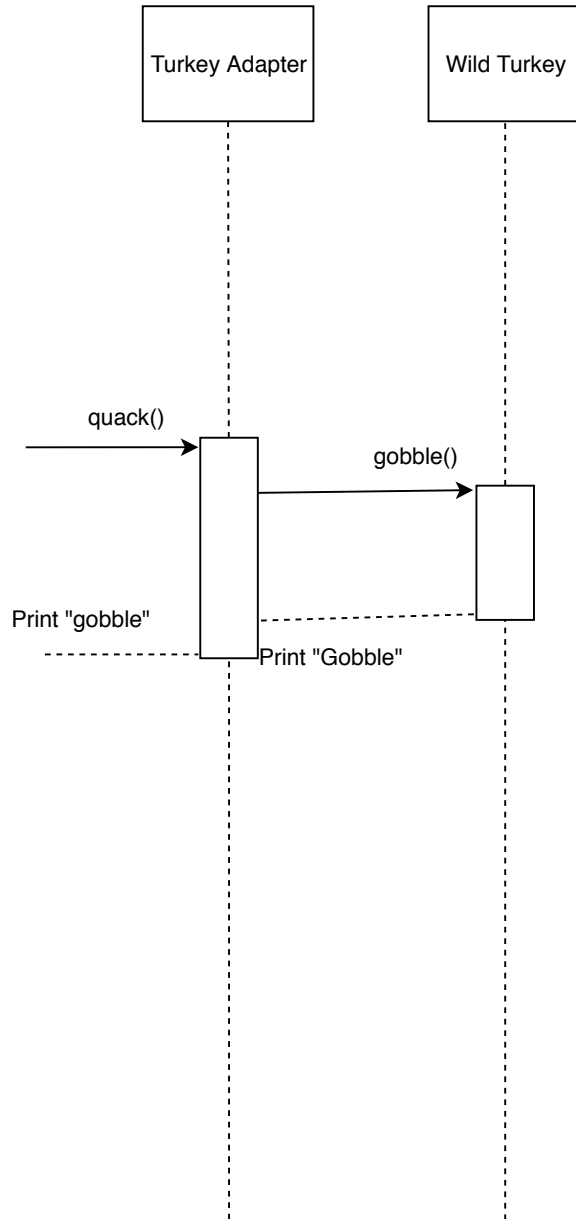 Turkey Adapter
Wild Turkey
quack()
gobble()
Print "gobble"
Print "Gobble"